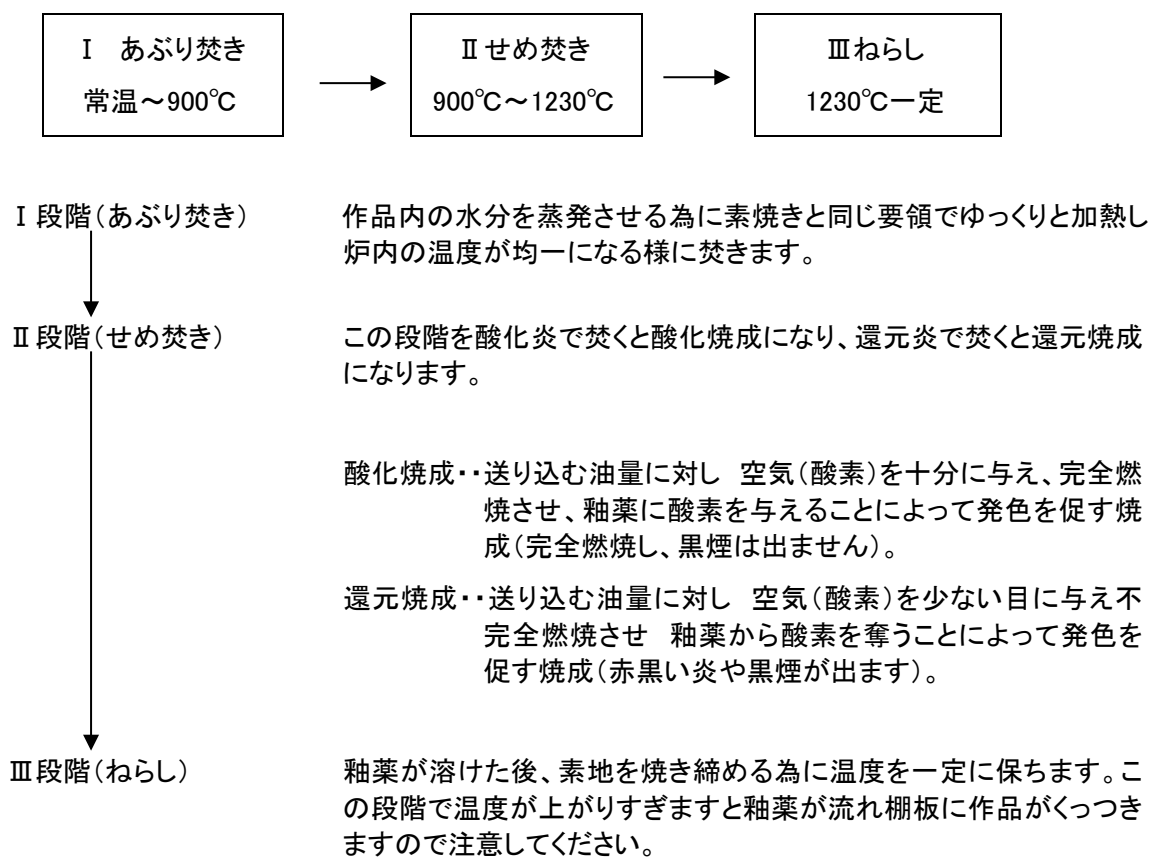 Ⅰ　あぶり焚き
常温～900℃
Ⅱせめ焚き
900℃～1230℃
Ⅲねらし
1230℃一定
Ⅰ段階(あぶり焚き)
作品内の水分を蒸発させる為に素焼きと同じ要領でゆっくりと加熱し
炉内の温度が均一になる様に焚きます。
Ⅱ段階(せめ焚き)
この段階を酸化炎で焚くと酸化焼成になり、還元炎で焚くと還元焼成
になります。
酸化焼成・・送り込む油量に対し　空気(酸素)を十分に与え、完全燃
焼させ、釉薬に酸素を与えることによって発色を促す焼
成(完全燃焼し、黒煙は出ません)。
還元焼成・・送り込む油量に対し　空気(酸素)を少ない目に与え不
完全燃焼させ　釉薬から酸素を奪うことによって発色を
促す焼成(赤黒い炎や黒煙が出ます)。
Ⅲ段階(ねらし)
釉薬が溶けた後、素地を焼き締める為に温度を一定に保ちます。こ
の段階で温度が上がりすぎますと釉薬が流れ棚板に作品がくっつき
ますので注意してください。